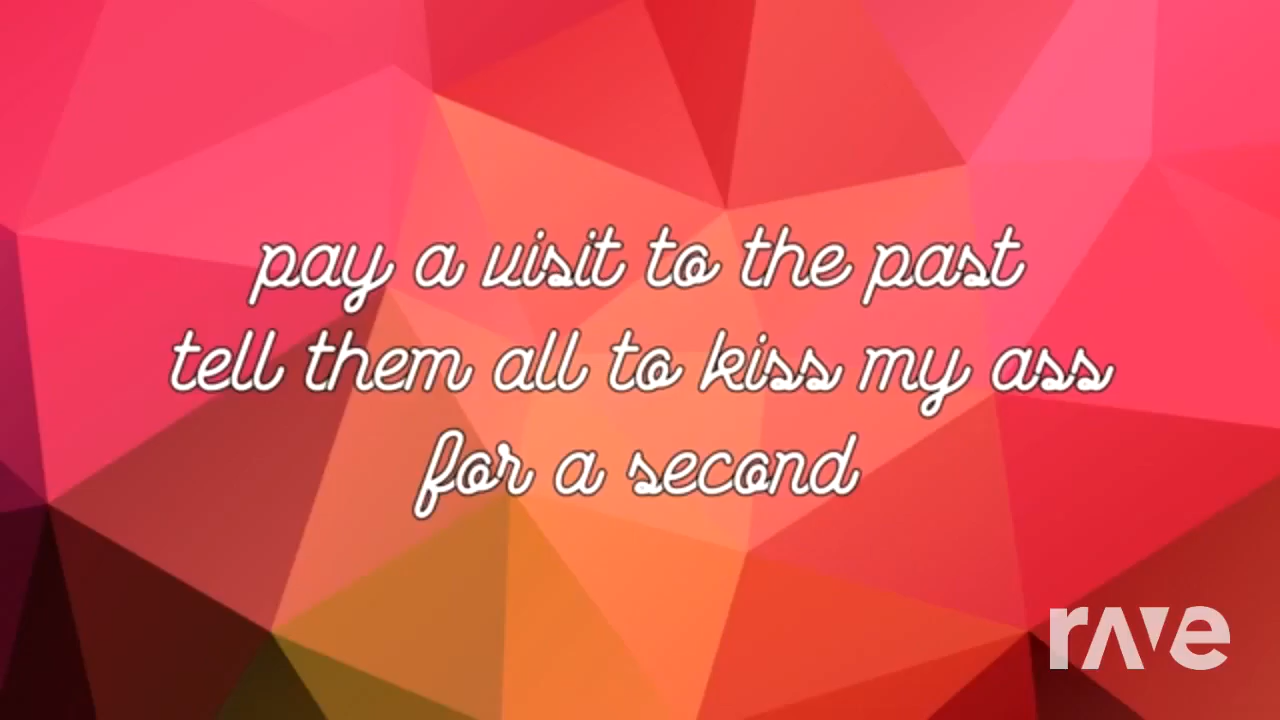 pay a visit to the past
tell them all to kiss my ass
for a second
rave